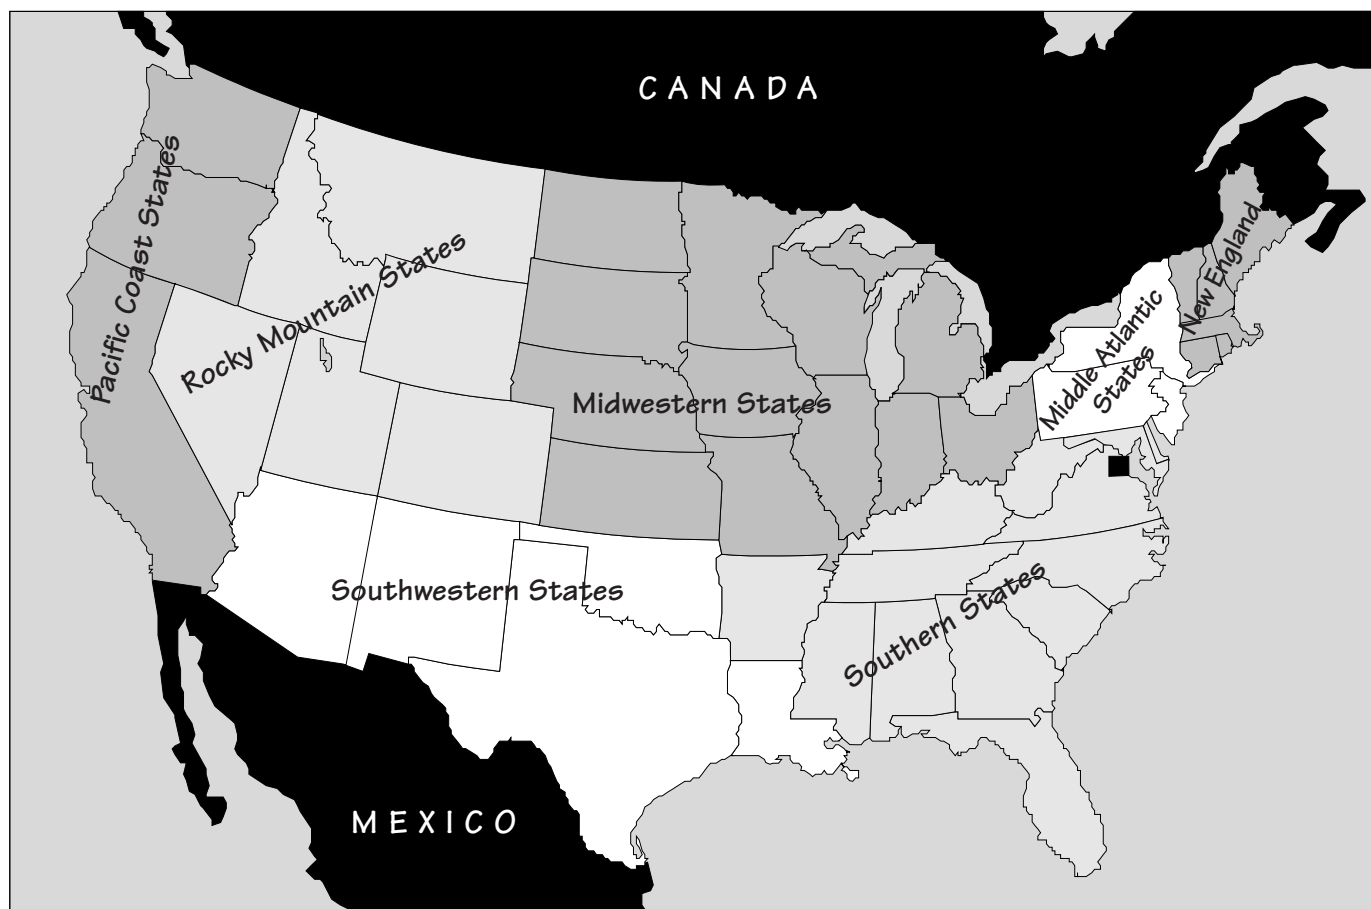 CANADA
Pacific Coast States
Rocky Mountain States
Midwestern States
New England
Middle Atlantic
States
Southwestern States
Southern States
MEXICO